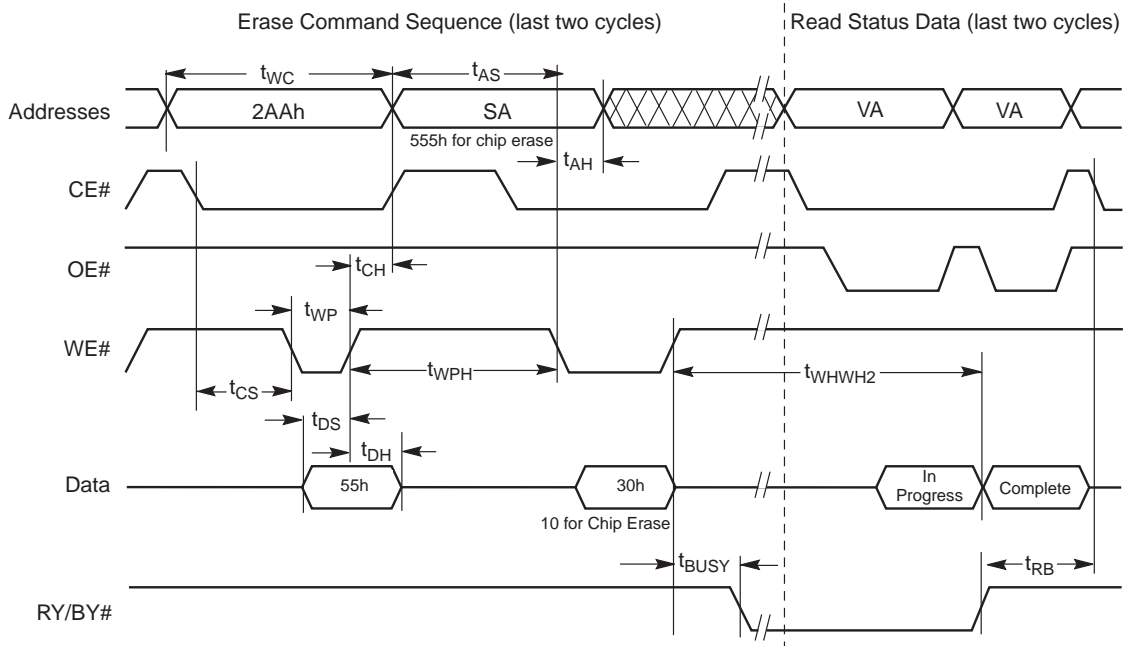 Erase Command Sequence (last two cycles)
Read Status Data (last two cycles)
tWC
tAS
Addresses
2AAh
SA
VA
VA
555h for chip erase
tAH
CE#
tCH
OE#
tWP
WE#
tWPH
tWHWH2
tCS
tDS
tDH
Data
55h
30h
In
Progress
Complete
10 for Chip Erase
tBUSY
tRB
RY/BY#